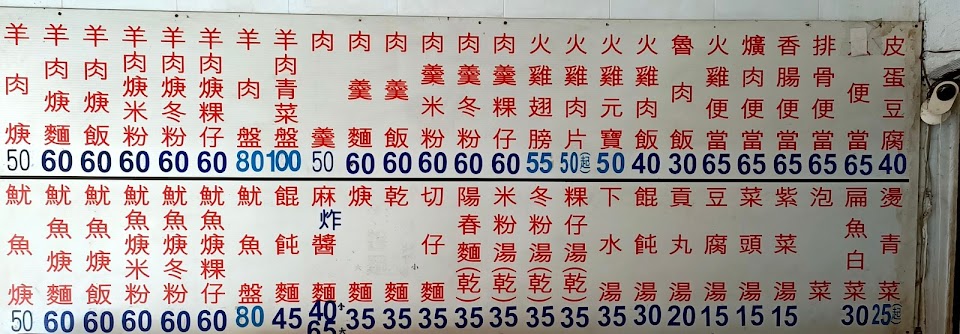 羊肉焿 50
羊肉焿麵 60
羊肉焿飯 60
羊肉焿米粉 60
羊肉焿冬粉 60
羊肉焿粿仔 60
羊肉盤 80
羊肉青菜盤 100
肉羹 50
肉羹麵 60
肉羹飯 60
肉羹米粉 60
肉羹冬粉 60
肉羹粿仔 60
火雞翅膀 55
火雞肉片 50(起)
火雞元寶 50
火雞肉飯 40
魯肉飯 30
火雞便當 65
爌肉便當 65
香腸便當 65
排骨便當 65
便當 65
皮蛋豆腐 40
魷魚焿 50
魷魚焿麵 60
魷魚焿飯 60
魷魚焿米粉 60
魷魚焿冬粉 60
魷魚焿粿仔 60
魷魚盤 80
餛飩麵 45
麻炸醬麵 40 65
焿麵 35
乾麵 35
切仔麵 35
陽春麵(乾) 35
米粉湯(乾) 35
冬粉湯(乾) 35
粿仔湯(乾) 35
下水湯 35
餛飩湯 30
貢丸湯 20
豆腐湯 15
菜頭湯 15
紫菜湯 15
泡菜
扁魚白菜 30
燙青菜 25起